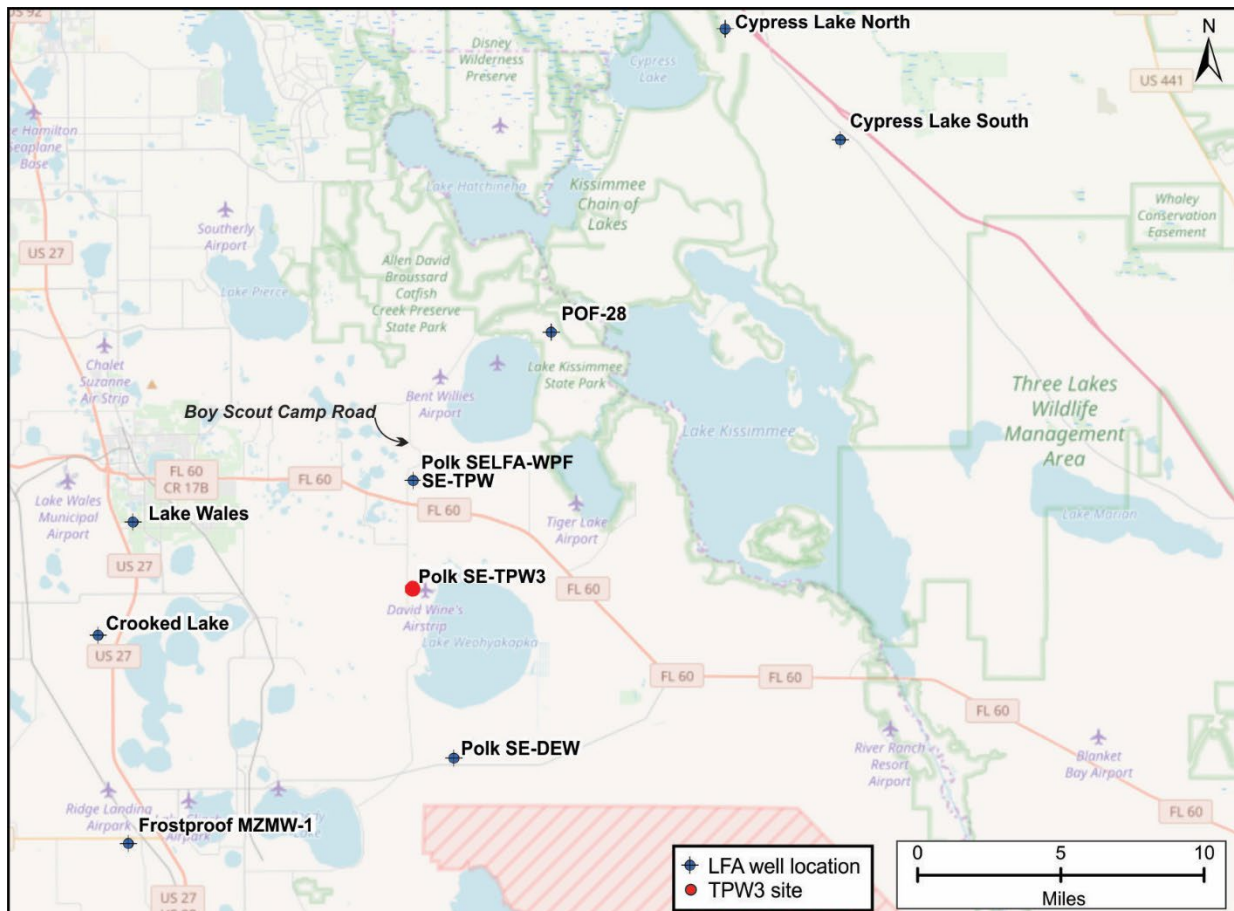 US 92
Cypress Lake North
N
Disney
Wilderness
Preserve
Cypress
Lake
US 441
Lake Hamilton
Seaplane
Base
Cypress Lake South
Lake Hatchineha
Kissimmee
Chain of
Lakes
Whaley
Conservation
Easement
Southerly
Airport
US 27
Allen David
Broussard
Catfish
Creek Preserve
State Park
Lake Pierce
POF-28
Chalet
Suzanne
Air Strip
Lake Kissimmee
State Park
Bent Willies
Airport
Three Lakes
Wildlife
Management
Area
Boy Scout Camp Road
Lake Kissimmee
FL 60
CR 17B
FL 60
Polk SELFA-WPF
SE-TPW
FL 60
Lake Wales
Municipal
Airport
Lake Wales
Tiger Lake
Airport
Lake Marian
US 27
Polk SE-TPW3
David Wine's
Airstrip
FL 60
Lake Weohyakapka
Crooked Lake
US 27
FL 60
FL 60
FL 60
Polk SE-DEW
River Ranch
Resort
Airport
Blanket
Bay Airport
Ridge Landing
Airpark
Airpark
Lake
FL 60
Frostproof MZMW-1
US 27
LFA well location
TPW3 site
0 5 10
Miles